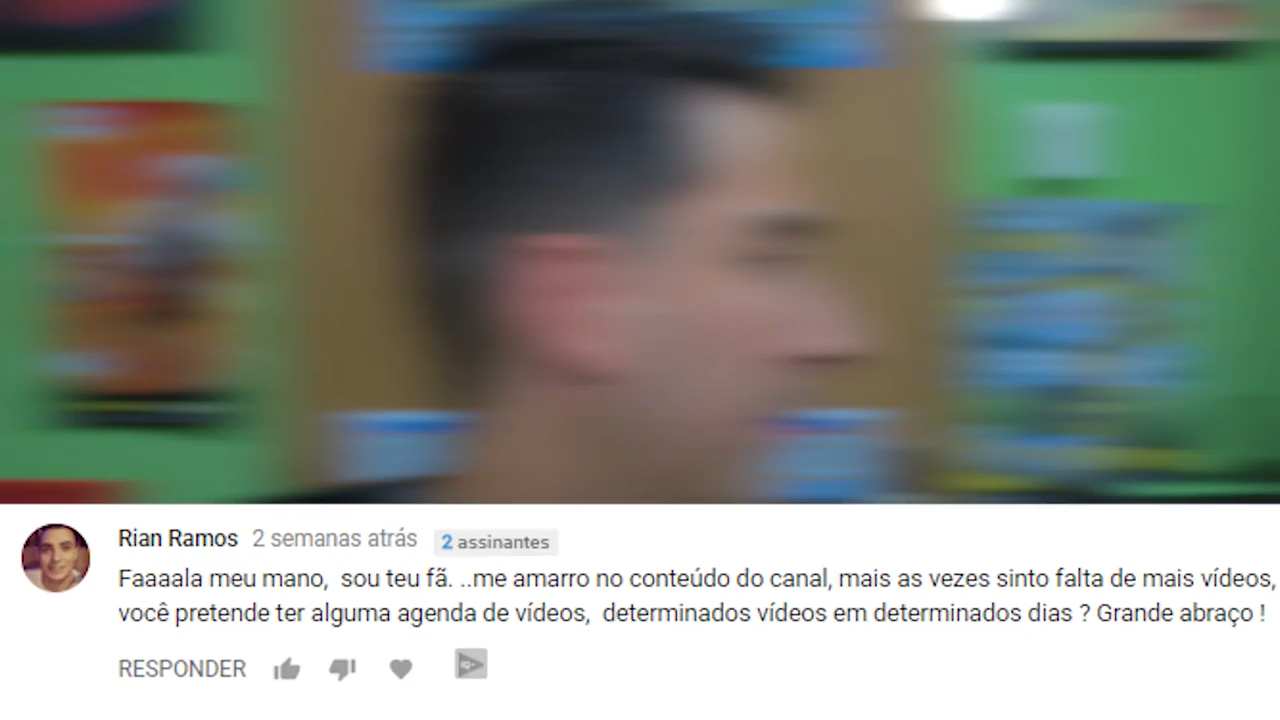 Rian Ramos 2 semanas atrás 2 assinantes
Faaaala meu mano,  sou teu fã. ..me amarro no conteúdo do canal, mais as vezes sinto falta de mais vídeos,
você pretende ter alguma agenda de vídeos,  determinados vídeos em determinados dias ? Grande abraço !
RESPONDER